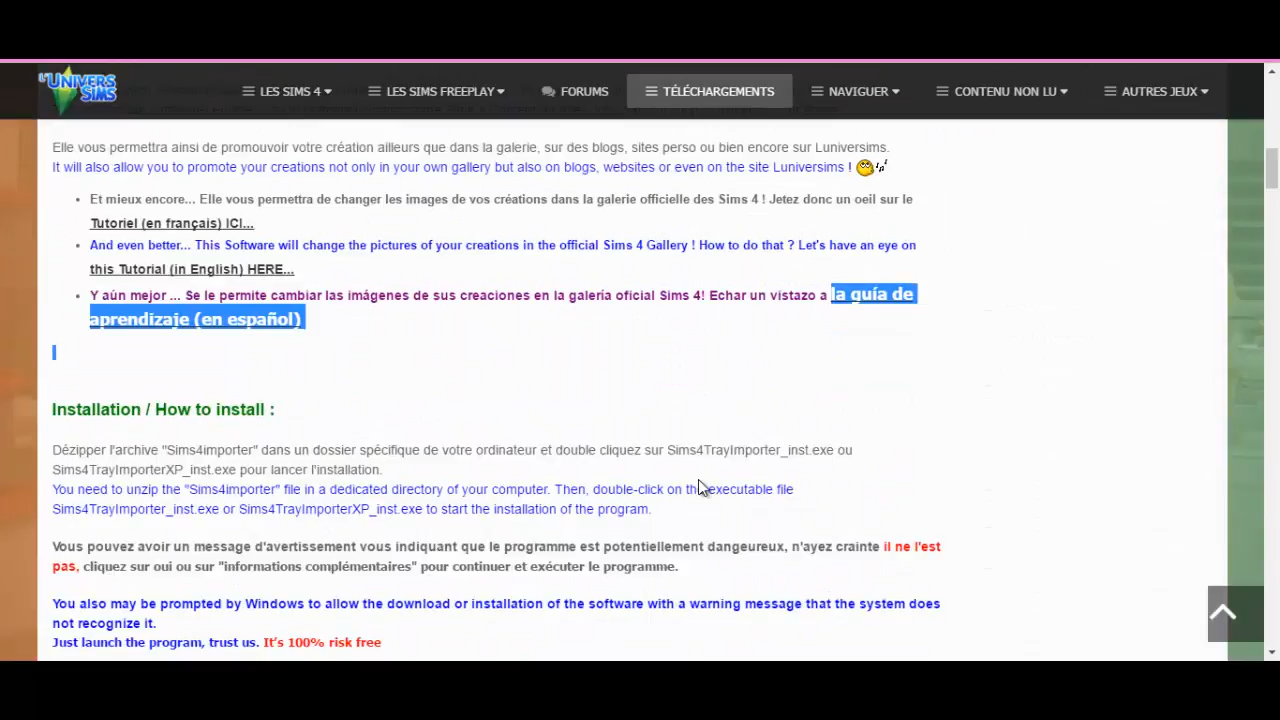 L'UNIVERS SIMS
LES SIMS 4
LES SIMS FREEPLAY
FORUMS
TÉLÉCHARGEMENTS
NAVIGUER
CONTENU NON LU
AUTRES JEUX
Elle vous permettra ainsi de promouvoir votre création ailleurs que dans la galerie, sur des blogs, sites perso ou bien encore sur Luniversims.
It will also allow you to promote your creations not only in your own gallery but also on blogs, websites or even on the site Luniversims !
• Et mieux encore... Elle vous permettra de changer les images de vos créations dans la galerie officielle des Sims 4 ! Jetez donc un oeil sur le
Tutoriel (en français) ICI...
• And even better... This Software will change the pictures of your creations in the official Sims 4 Gallery ! How to do that ? Let's have an eye on
this Tutorial (in English) HERE...
• Y aún mejor ... Se le permite cambiar las imágenes de sus creaciones en la galería oficial Sims 4! Echar un vistazo a la guía de
aprendizaje (en español)
Installation / How to install :
Dézipper l'archive "Sims4importer" dans un dossier spécifique de votre ordinateur et double cliquez sur Sims4TrayImporter_inst.exe ou
Sims4TrayImporterXP_inst.exe pour lancer l'installation.
You need to unzip the "Sims4importer" file in a dedicated directory of your computer. Then, double-click on the executable file
Sims4TrayImporter_inst.exe or Sims4TrayImporterXP_inst.exe to start the installation of the program.
Vous pouvez avoir un message d'avertissement vous indiquant que le programme est potentiellement dangeureux, n'ayez crainte il ne l'est
pas, cliquez sur oui ou sur "informations complémentaires" pour continuer et exécuter le programme.
You also may be prompted by Windows to allow the download or installation of the software with a warning message that the system does
not recognize it.
Just launch the program, trust us. It's 100% risk free